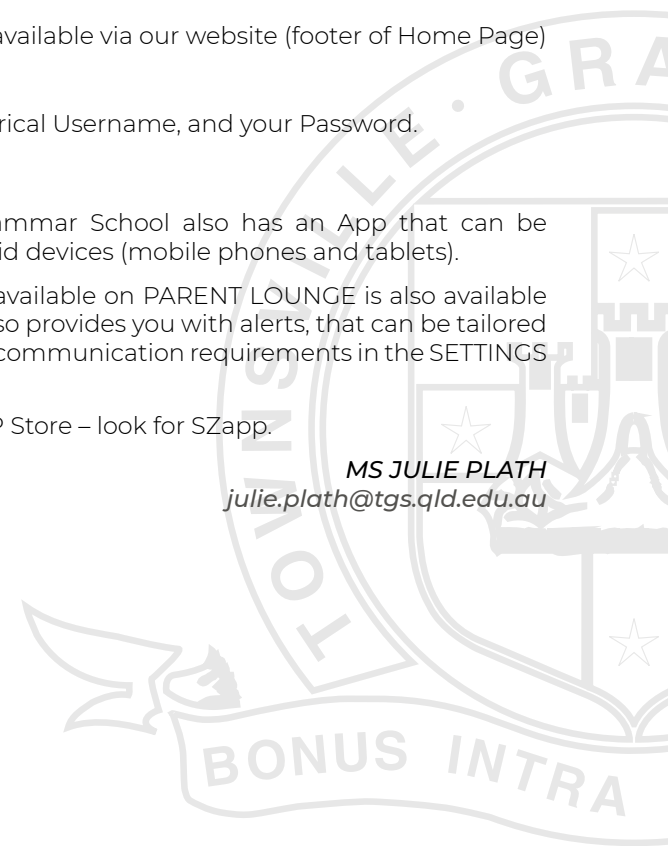 available via our website (footer of Home Page)
rical Username, and your Password.
ammar School also has an App that can be
id devices (mobile phones and tablets).
available on PARENT LOUNGE is also available
so provides you with alerts, that can be tailored
communication requirements in the SETTINGS
P Store – look for SZapp.
MS JULIE PLATH
julie.plath@tgs.qld.edu.au
TOWNSVILLE · GRA
BONUS INTRA